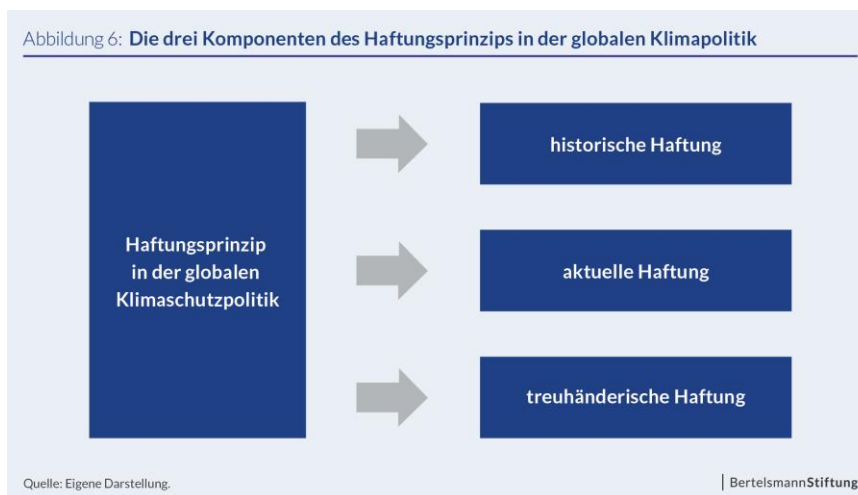 Abbildung 6: Die drei Komponenten des Haftungsprinzips in der globalen Klimapolitik
Haftungsprinzip
in der globalen
Klimaschutzpolitik
historische Haftung
aktuelle Haftung
treuhänderische Haftung
Quelle: Eigene Darstellung.
BertelsmannStiftung